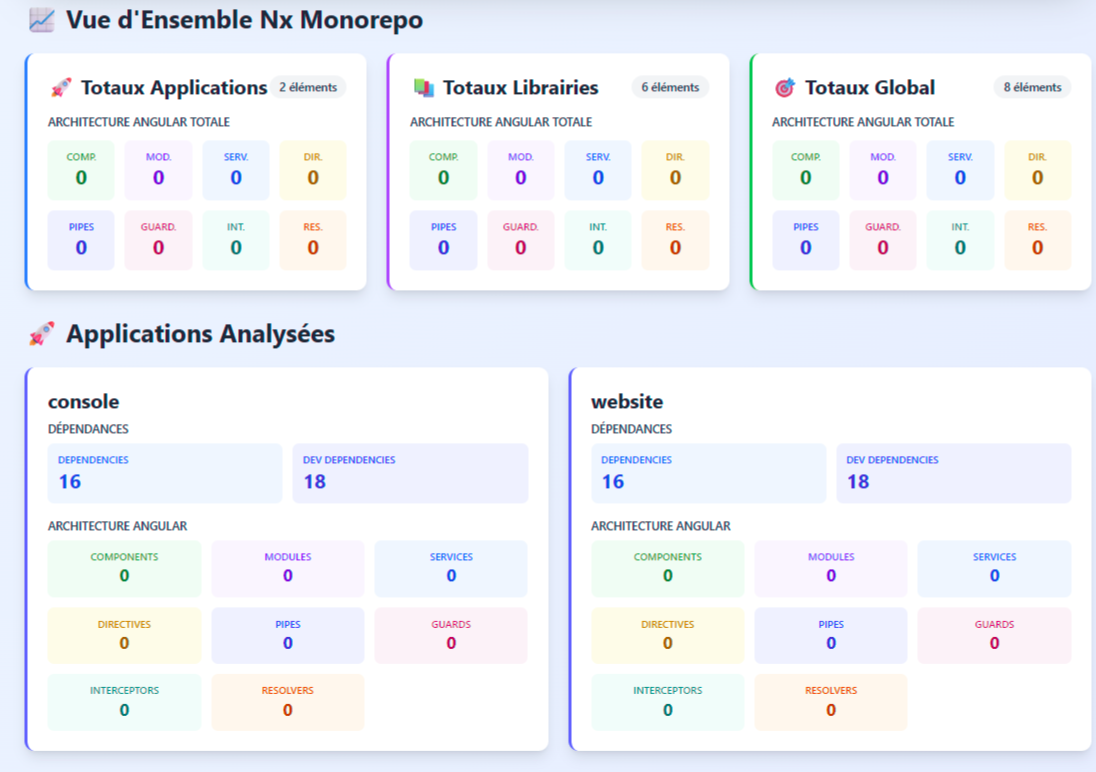 Vue d'Ensemble Nx Monorepo
Totaux Applications 2 éléments
ARCHITECTURE ANGULAR TOTALE
COMP. MOD. SERV. DIR.
0 0 0 0
PIPES GUARD. INT. RES.
0 0 0 0
Totaux Librairies 6 éléments
ARCHITECTURE ANGULAR TOTALE
COMP. MOD. SERV. DIR.
0 0 0 0
PIPES GUARD. INT. RES.
0 0 0 0
Totaux Global 8 éléments
ARCHITECTURE ANGULAR TOTALE
COMP. MOD. SERV. DIR.
0 0 0 0
PIPES GUARD. INT. RES.
0 0 0 0
Applications Analysées
console
DÉPENDANCES
DEPENDENCIES DEV DEPENDENCIES
16 18
ARCHITECTURE ANGULAR
COMPONENTS MODULES SERVICES
0 0 0
DIRECTIVES PIPES GUARDS
0 0 0
INTERCEPTORS RESOLVERS
0 0
website
DÉPENDANCES
DEPENDENCIES DEV DEPENDENCIES
16 18
ARCHITECTURE ANGULAR
COMPONENTS MODULES SERVICES
0 0 0
DIRECTIVES PIPES GUARDS
0 0 0
INTERCEPTORS RESOLVERS
0 0